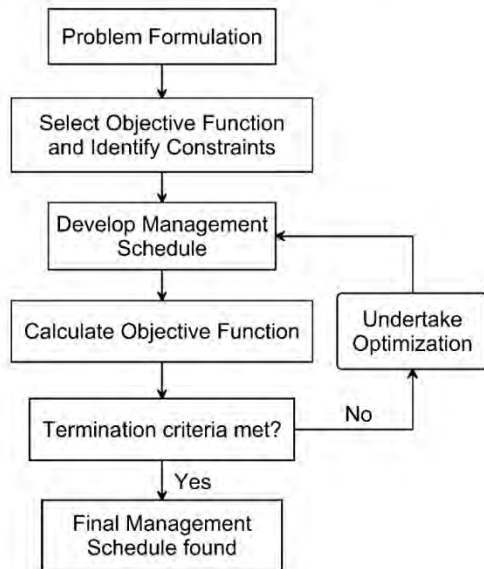 Problem Formulation
Select Objective Function
and Identify Constraints
Develop Management
Schedule
Calculate Objective Function
Undertake
Optimization
Termination criteria met?
No
Yes
Final Management
Schedule found